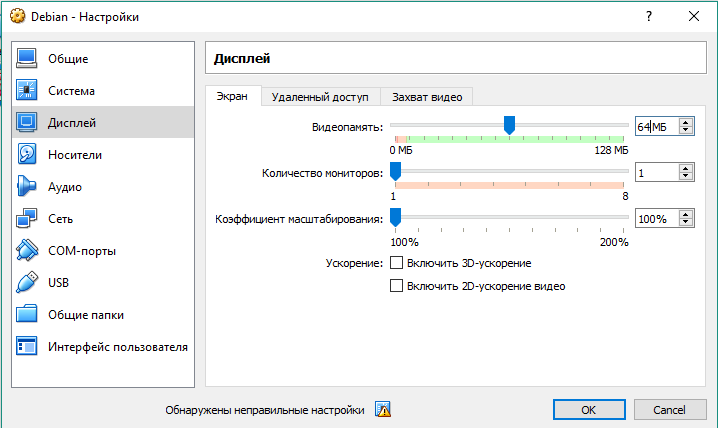 Debian - Настройки
Общие
Система
Дисплей
Носители
Аудио
Сеть
COM-порты
USB
Общие папки
Интерфейс пользователя
Дисплей
Экран Удаленный доступ Захват видео
Видеопамять: 64 МБ
0 МБ 128 МБ
Количество мониторов: 1
1 8
Коэффициент масштабирования: 100%
100% 200%
Ускорение: Включить 3D-ускорение
Включить 2D-ускорение видео
Обнаружены неправильные настройки OK Cancel